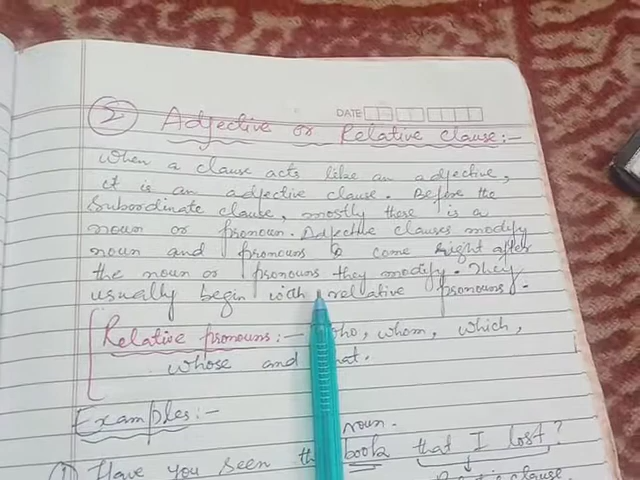 DATE
② Adjective or Relative clause:-
When a clause acts like an adjective,
it is an adjective clause. Before the
subordinate clause, mostly there is a
noun or pronoun. Adjective clauses modify
noun and pronouns & come right after
the noun or pronouns they modify. They
usually begin with relative pronouns.
Relative pronouns:- who, whom, which,
whose and that.
Examples:-
noun.
① Have you seen the book that I lost?
clause